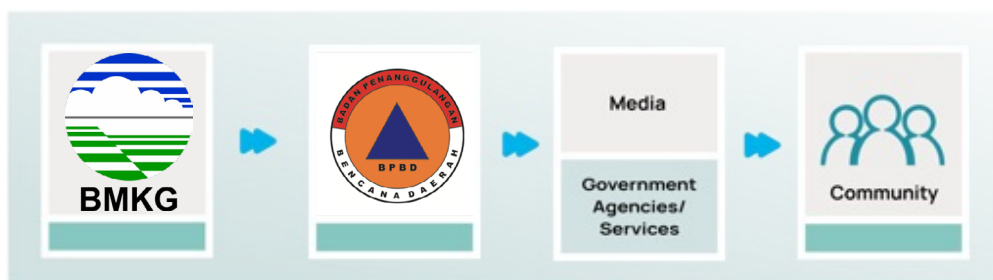 BMKG
BADAN PENANGGULANGAN
BPBD
BENCANA DAERAH
Media
Government
Agencies/
Services
Community